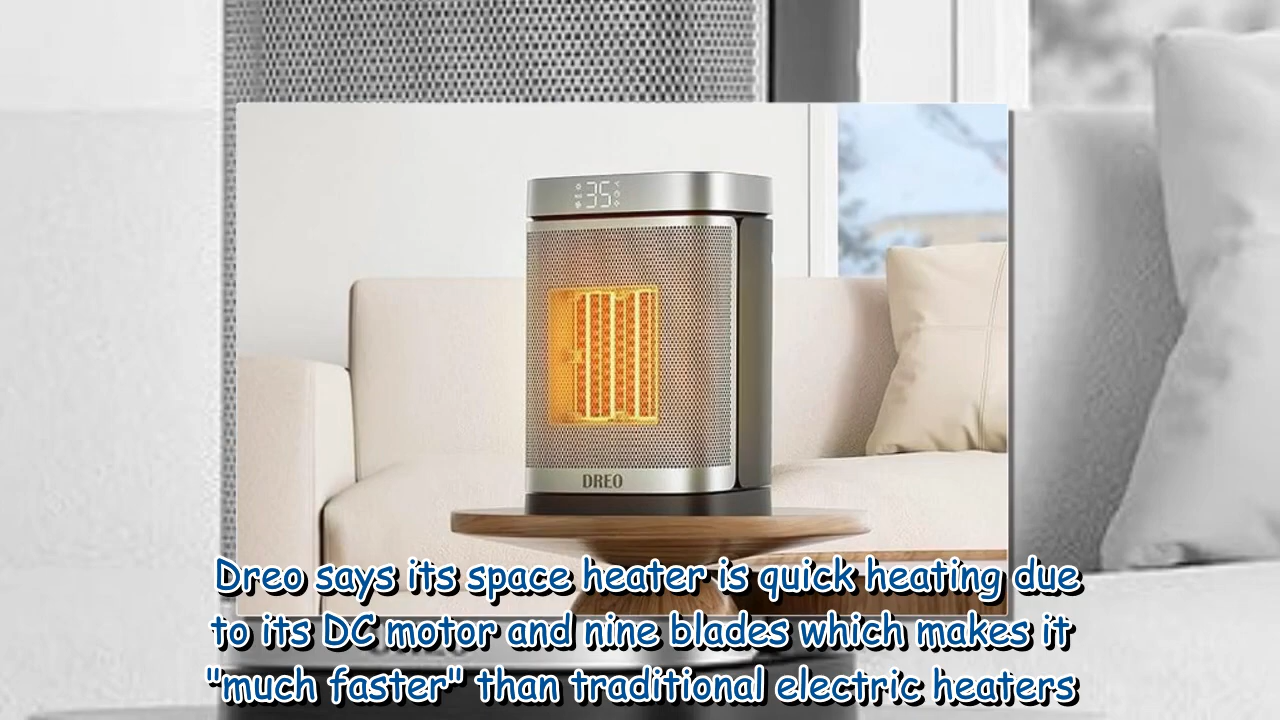 35
DREO
Dreo says its space heater is quick heating due
to its DC motor and nine blades which makes it
"much faster" than traditional electric heaters